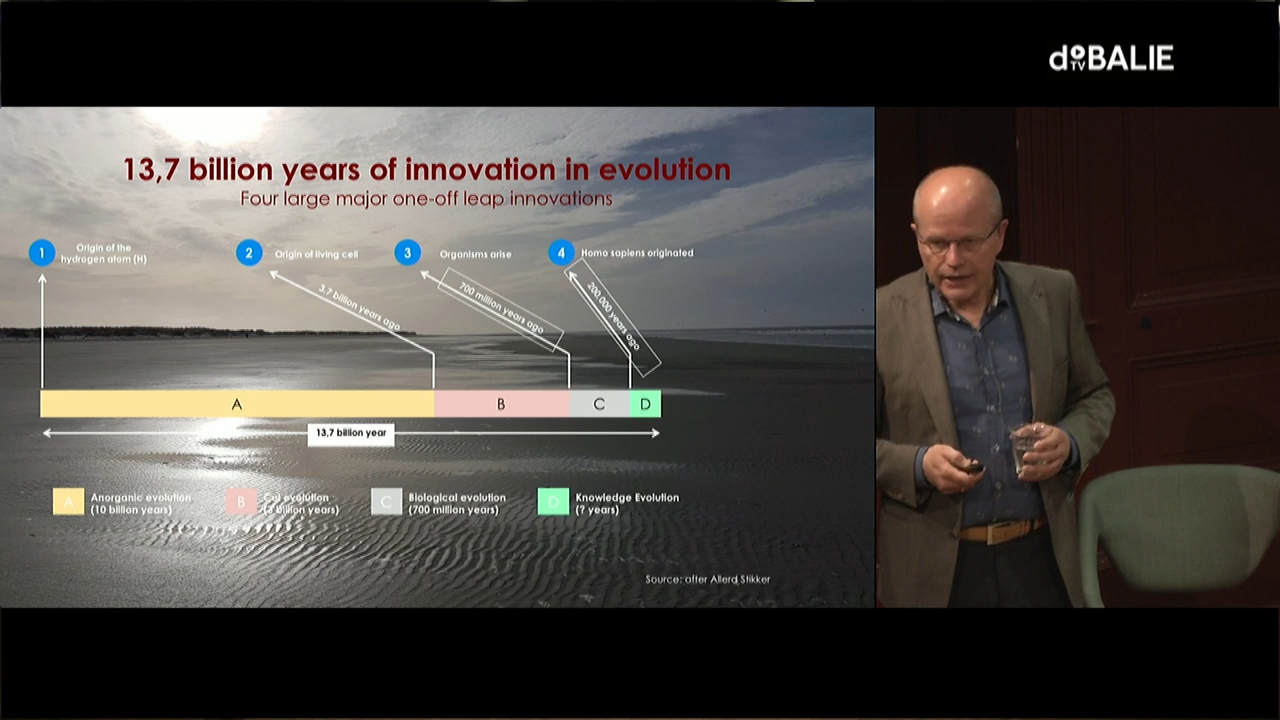 doBALIE
TV
13,7 billion years of innovation in evolution
Four large major one-off leap innovations
1
Origin of the
hydrogen atom (H)
2
Origin of living cell
3
Organisms arise
4
Homo sapiens originated
3,7 billion years ago
700 million years ago
200.000 years ago
A
B
C
D
13,7 billion year
A
Anorganic evolution
(10 billion years)
B
Cell evolution
(3 billion years)
C
Biological evolution
(700 million years)
D
Knowledge Evolution
(? years)
Source: after Allerd Stikker